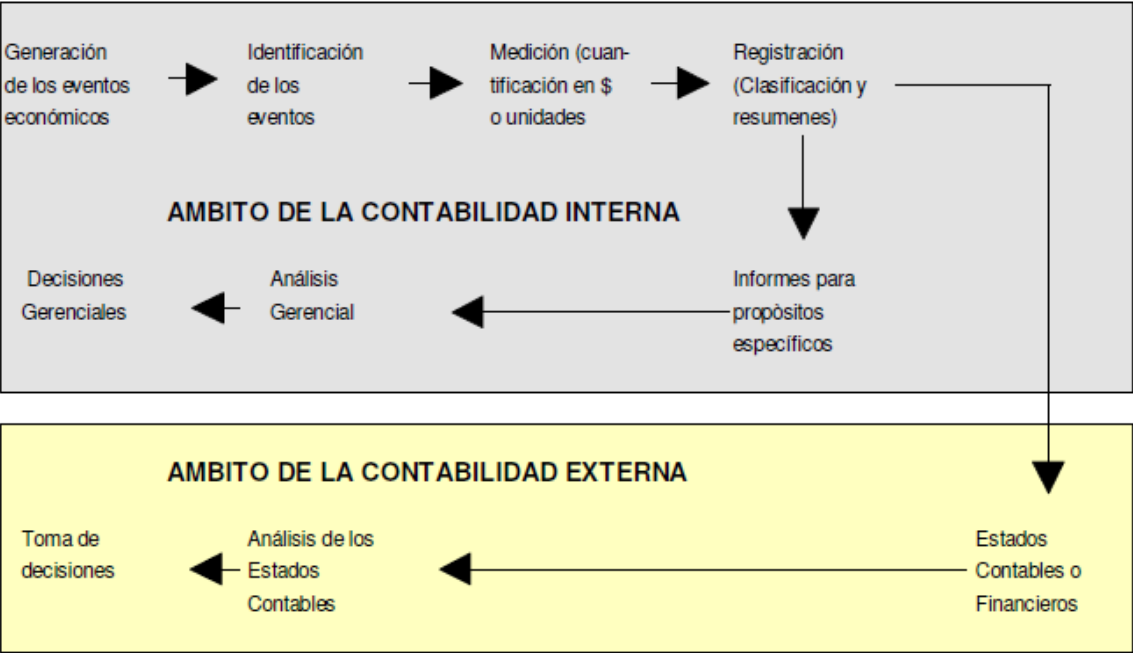 Generación
de los eventos
económicos
Identificación
de los
eventos
Medición (cuan-
tificación en $
o unidades
Registración
(Clasificación y
resumenes)
AMBITO DE LA CONTABILIDAD INTERNA
Decisiones
Gerenciales
Análisis
Gerencial
Informes para
propòsitos
específicos
AMBITO DE LA CONTABILIDAD EXTERNA
Toma de
decisiones
Análisis de los
Estados
Contables
Estados
Contables o
Financieros